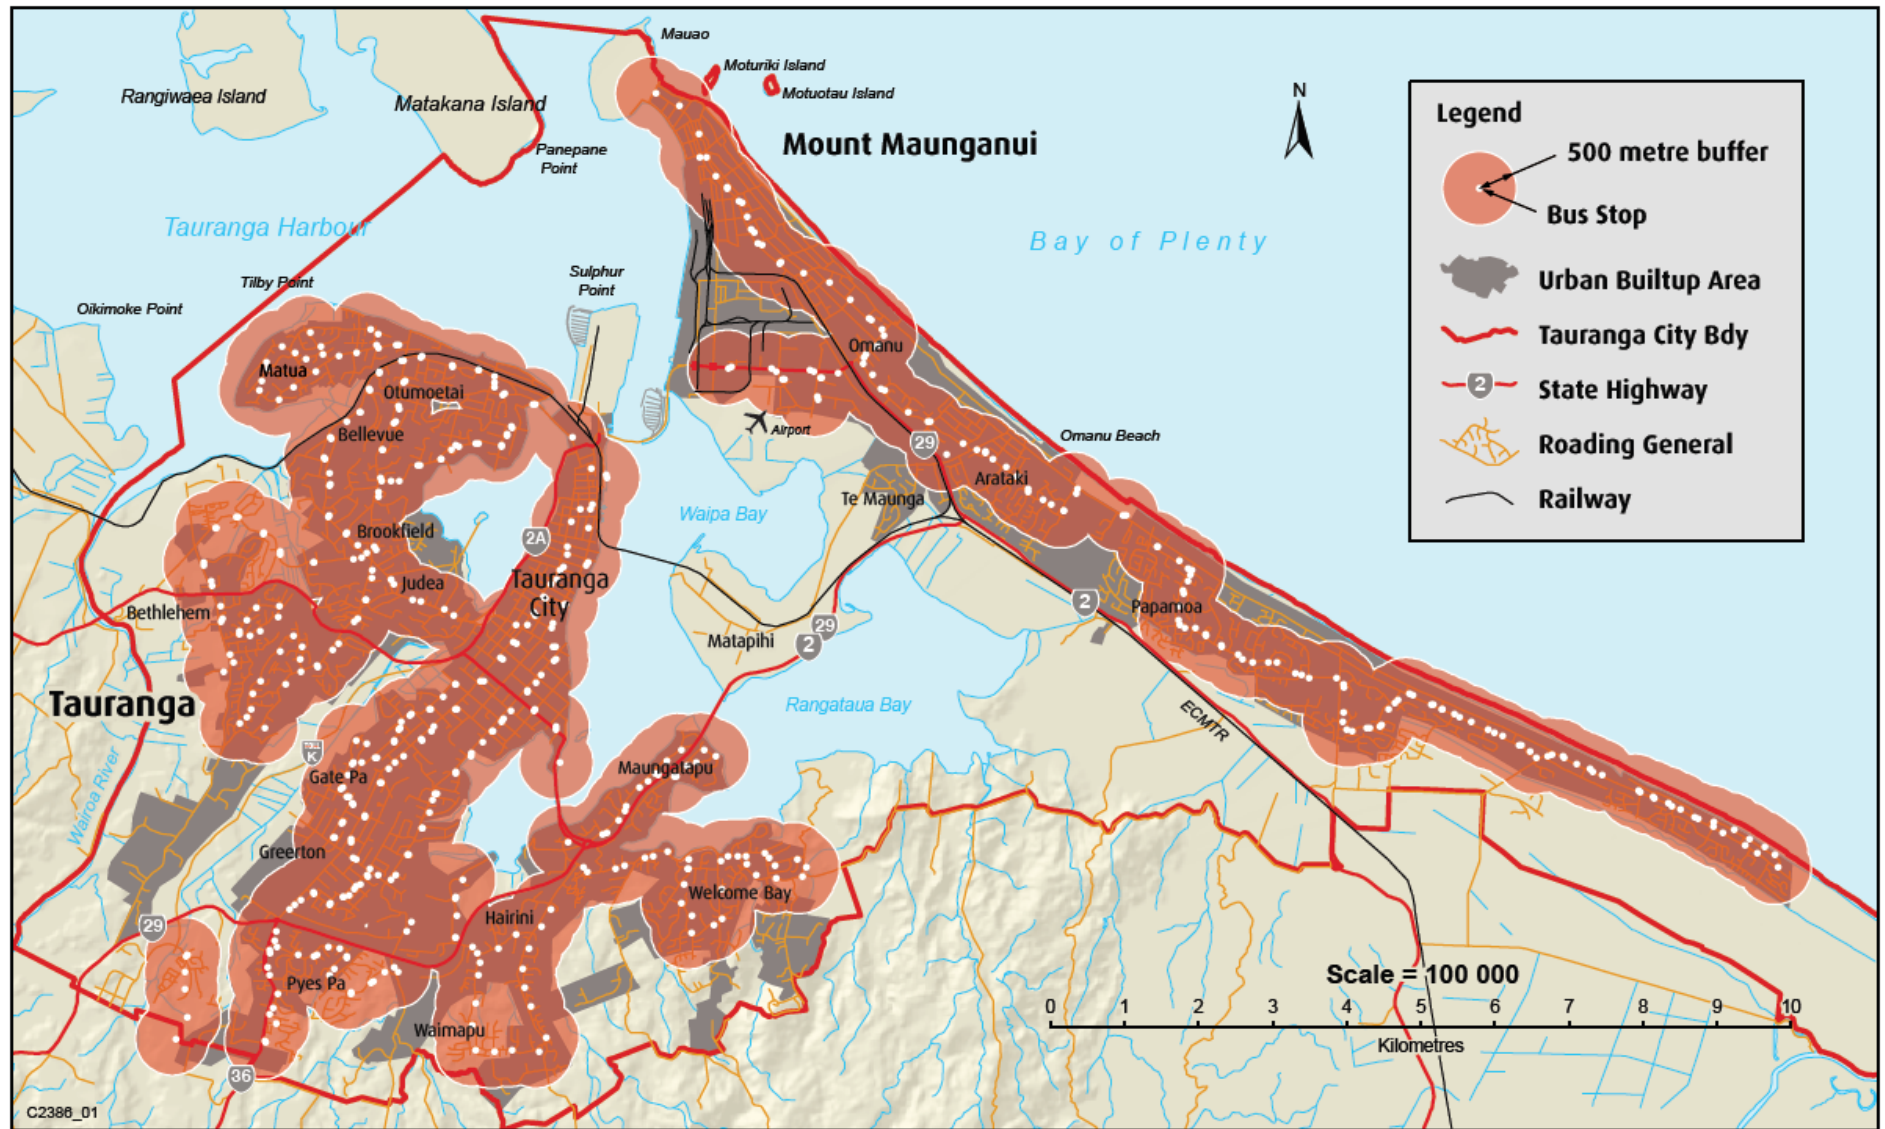 Mauao
Moturiki Island
Motuotau Island
Rangiwaea Island
Matakana Island
Mount Maunganui
Panepane
Point
Tauranga Harbour
Bay of Plenty
N
Legend
500 metre buffer
Bus Stop
Urban Builtup Area
Tauranga City Bdy
2
State Highway
Roading General
Railway
Tilby Point
Sulphur
Point
Oikimoke Point
Omanu
Matua
Otumoetai
Airport
Bellevue
Omanu Beach
29
Arataki
Te Maunga
Waipa Bay
Brookfield
2A
Judea
Tauranga
City
Bethlehem
Papamoa
2
29
2
Matapihi
Tauranga
Rangataua Bay
ECMTR
K
Gate Pa
Maungatapu
Wairoa River
Greerton
Welcome Bay
Hairini
29
Pyes Pa
Waimapu
36
Scale = 100 000
0 1 2 3 4 5 6 7 8 9 10
Kilometres
C2386_01